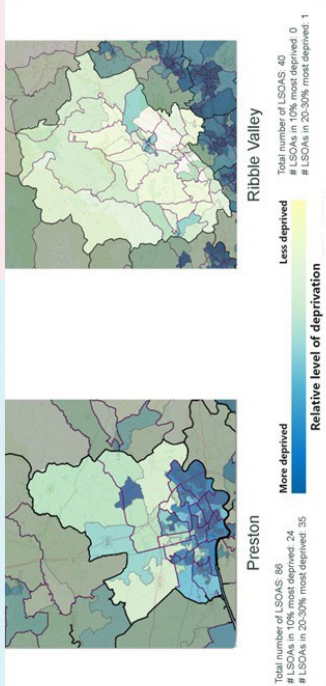 Preston
Total number of LSOAS: 86
# LSOAs in 10% most deprived: 24
# LSOAS in 20-30% most deprived: 35
Ribble Valley
Total number of LSOAS: 40
# LSOAs in 10% most deprived: 0
# LSOAS in 20-30% most deprived: 1
More deprived
Less deprived
Relative level of deprivation